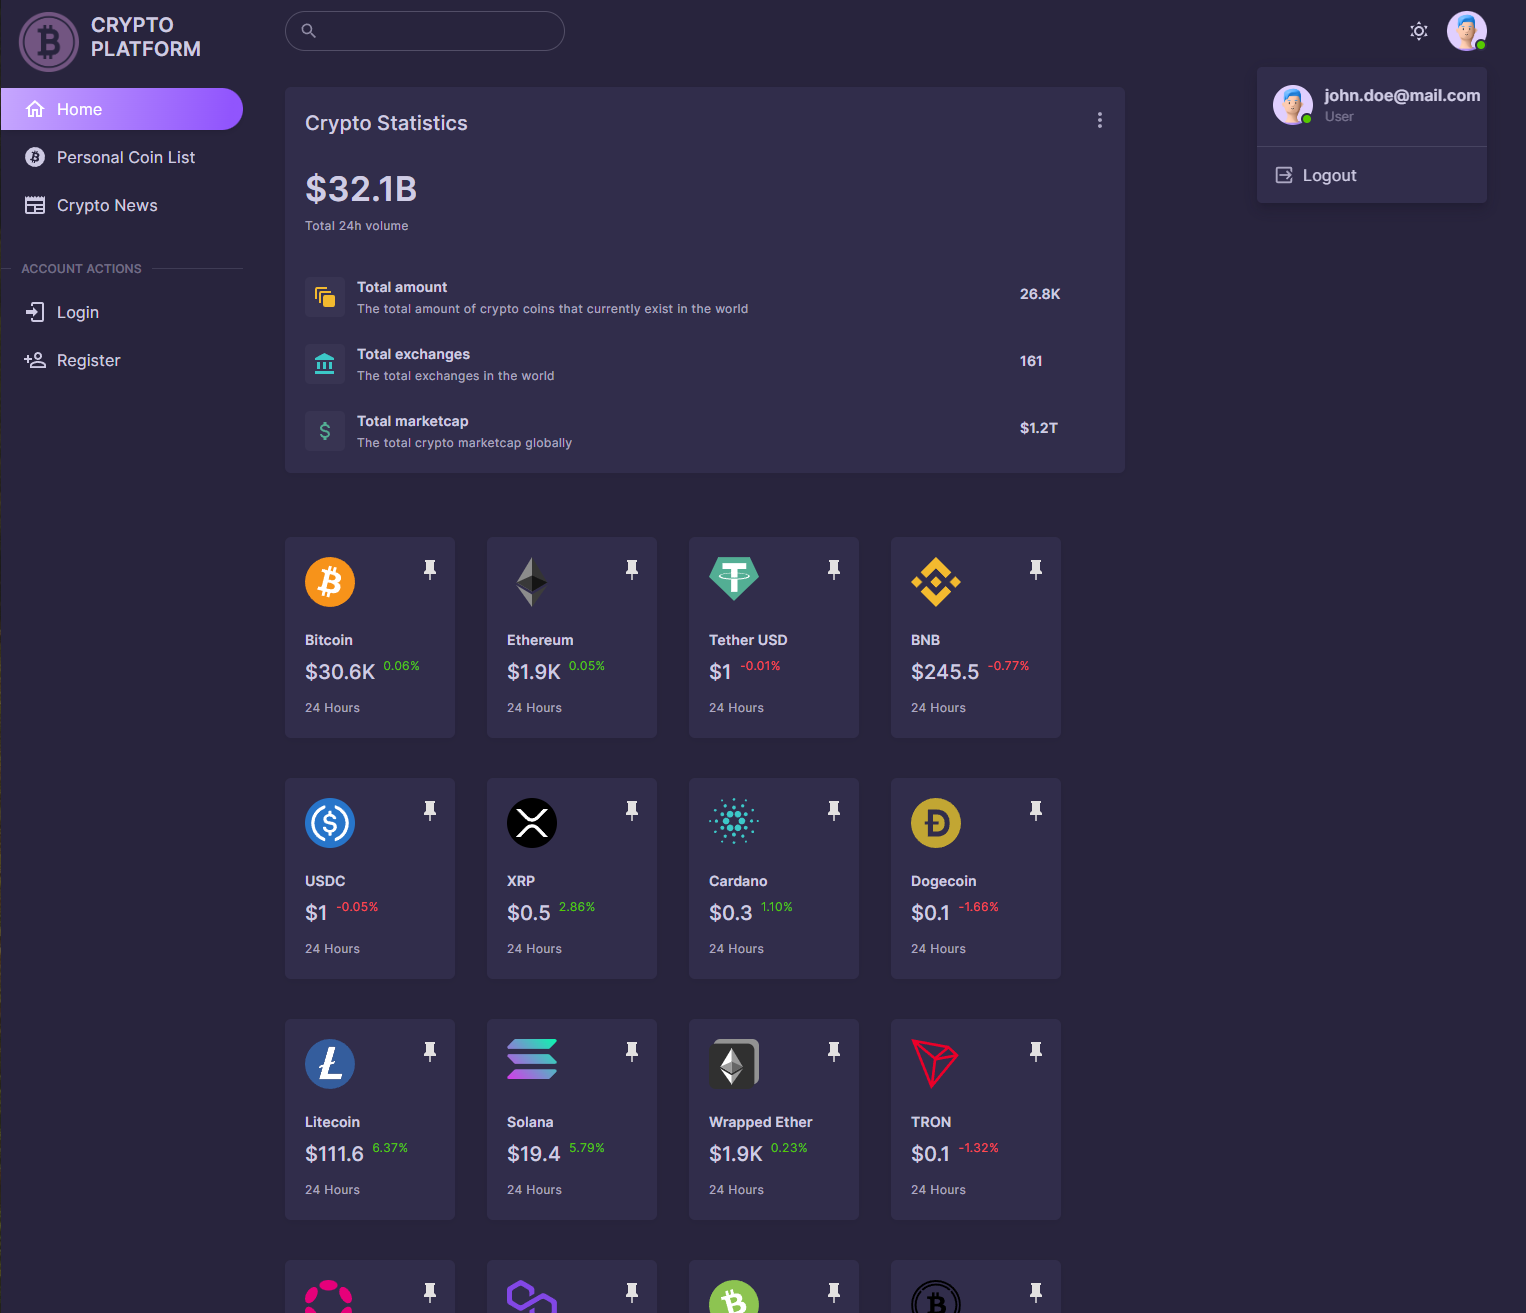 CRYPTO
PLATFORM
Home
Personal Coin List
Crypto News
ACCOUNT ACTIONS
Login
Register
john.doe@mail.com
User
Logout
Crypto Statistics
$32.1B
Total 24h volume
Total amount
The total amount of crypto coins that currently exist in the world
26.8K
Total exchanges
The total exchanges in the world
161
Total marketcap
The total crypto marketcap globally
$1.2T
Bitcoin
$30.6K 0.06%
24 Hours
Ethereum
$1.9K 0.05%
24 Hours
Tether USD
$1 -0.01%
24 Hours
BNB
$245.5 -0.77%
24 Hours
USDC
$1 -0.05%
24 Hours
XRP
$0.5 2.86%
24 Hours
Cardano
$0.3 1.10%
24 Hours
Dogecoin
$0.1 -1.66%
24 Hours
Litecoin
$111.6 6.37%
24 Hours
Solana
$19.4 5.79%
24 Hours
Wrapped Ether
$1.9K 0.23%
24 Hours
TRON
$0.1 -1.32%
24 Hours